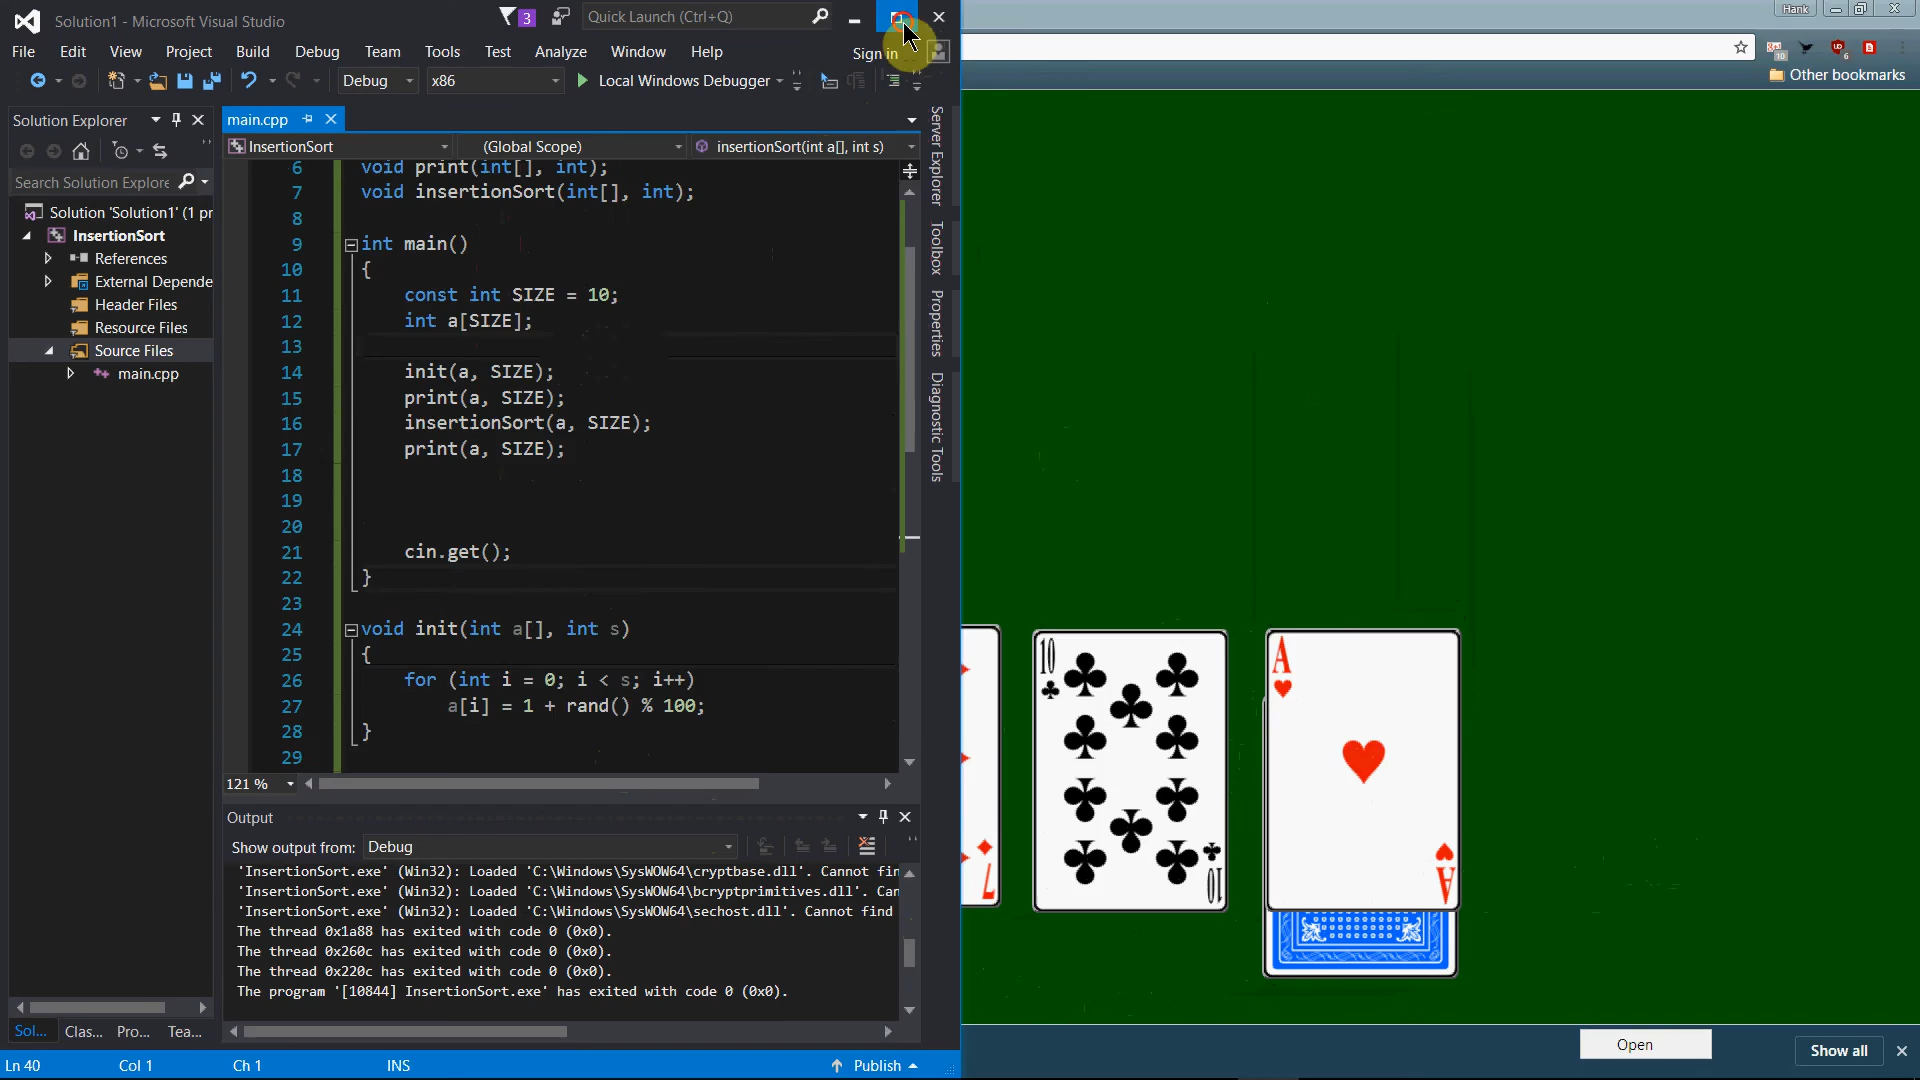 Solution1 - Microsoft Visual Studio
3
Quick Launch (Ctrl+Q)
Hank
File Edit View Project Build Debug Team Tools Test Analyze Window Help
Sign in
Debug x86 Local Windows Debugger
Other bookmarks
Solution Explorer
main.cpp
InsertionSort (Global Scope) insertionSort(int a[], int s)
Search Solution Explore
Solution 'Solution1' (1 pr
InsertionSort
References
External Depende
Header Files
Resource Files
Source Files
main.cpp
6 void print(int[], int);
7 void insertionSort(int[], int);
8
9 int main()
10 {
11 const int SIZE = 10;
12 int a[SIZE];
13
14 init(a, SIZE);
15 print(a, SIZE);
16 insertionSort(a, SIZE);
17 print(a, SIZE);
18
19
20
21 cin.get();
22 }
23
24 void init(int a[], int s)
25 {
26 for (int i = 0; i < s; i++)
27 a[i] = 1 + rand() % 100;
28 }
29
121 %
Server Explorer
Toolbox
Properties
Diagnostic Tools
Output
Show output from: Debug
'InsertionSort.exe' (Win32): Loaded 'C:\Windows\SysWOW64\cryptbase.dll'. Cannot fin
'InsertionSort.exe' (Win32): Loaded 'C:\Windows\SysWOW64\bcryptprimitives.dll'. Ca
'InsertionSort.exe' (Win32): Loaded 'C:\Windows\SysWOW64\sechost.dll'. Cannot find
The thread 0x1a88 has exited with code 0 (0x0).
The thread 0x260c has exited with code 0 (0x0).
The thread 0x220c has exited with code 0 (0x0).
The program '[10844] InsertionSort.exe' has exited with code 0 (0x0).
Sol... Clas... Pro... Tea...
Ln 40 Col 1 Ch 1 INS Publish
7
10
10
A
A
Open
Show all